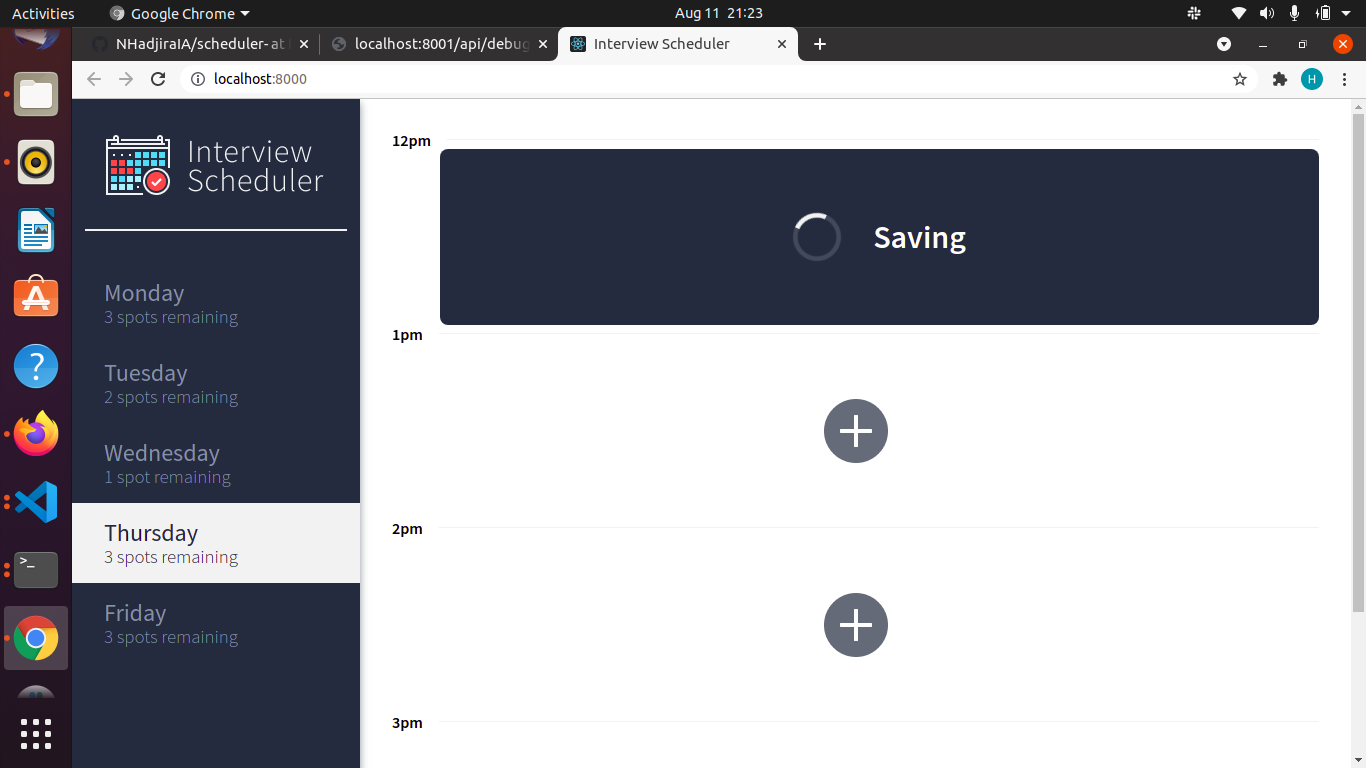 Activities
Google Chrome
Aug 11 21:23
NHadjiraIA/scheduler- at
localhost:8001/api/debug
Interview Scheduler
localhost:8000
H
Interview
Scheduler
Monday
3 spots remaining
Tuesday
2 spots remaining
Wednesday
1 spot remaining
Thursday
3 spots remaining
Friday
3 spots remaining
12pm
Saving
1pm
2pm
3pm